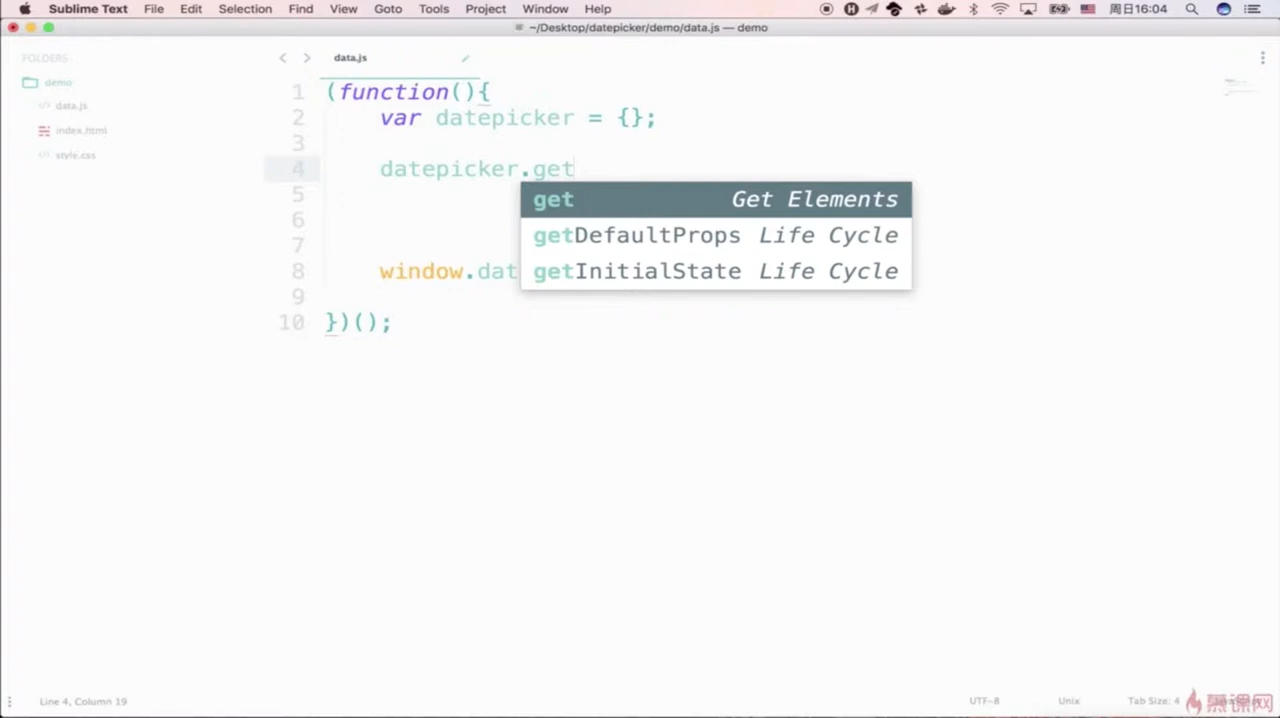 Sublime Text File Edit Selection Find View Goto Tools Project Window Help 周日16:04
~/Desktop/datepicker/demo/data.js — demo
FOLDERS
demo
data.js
index.html
style.css
data.js
1 (function(){
2 var datepicker = {};
3
4 datepicker.get
get Get Elements
5
getDefaultProps Life Cycle
6
7
getInitialState Life Cycle
8 window.dat
9
10 })();
Line 4, Column 19 UTF-8 Unix Tab Size: 4
慕课网